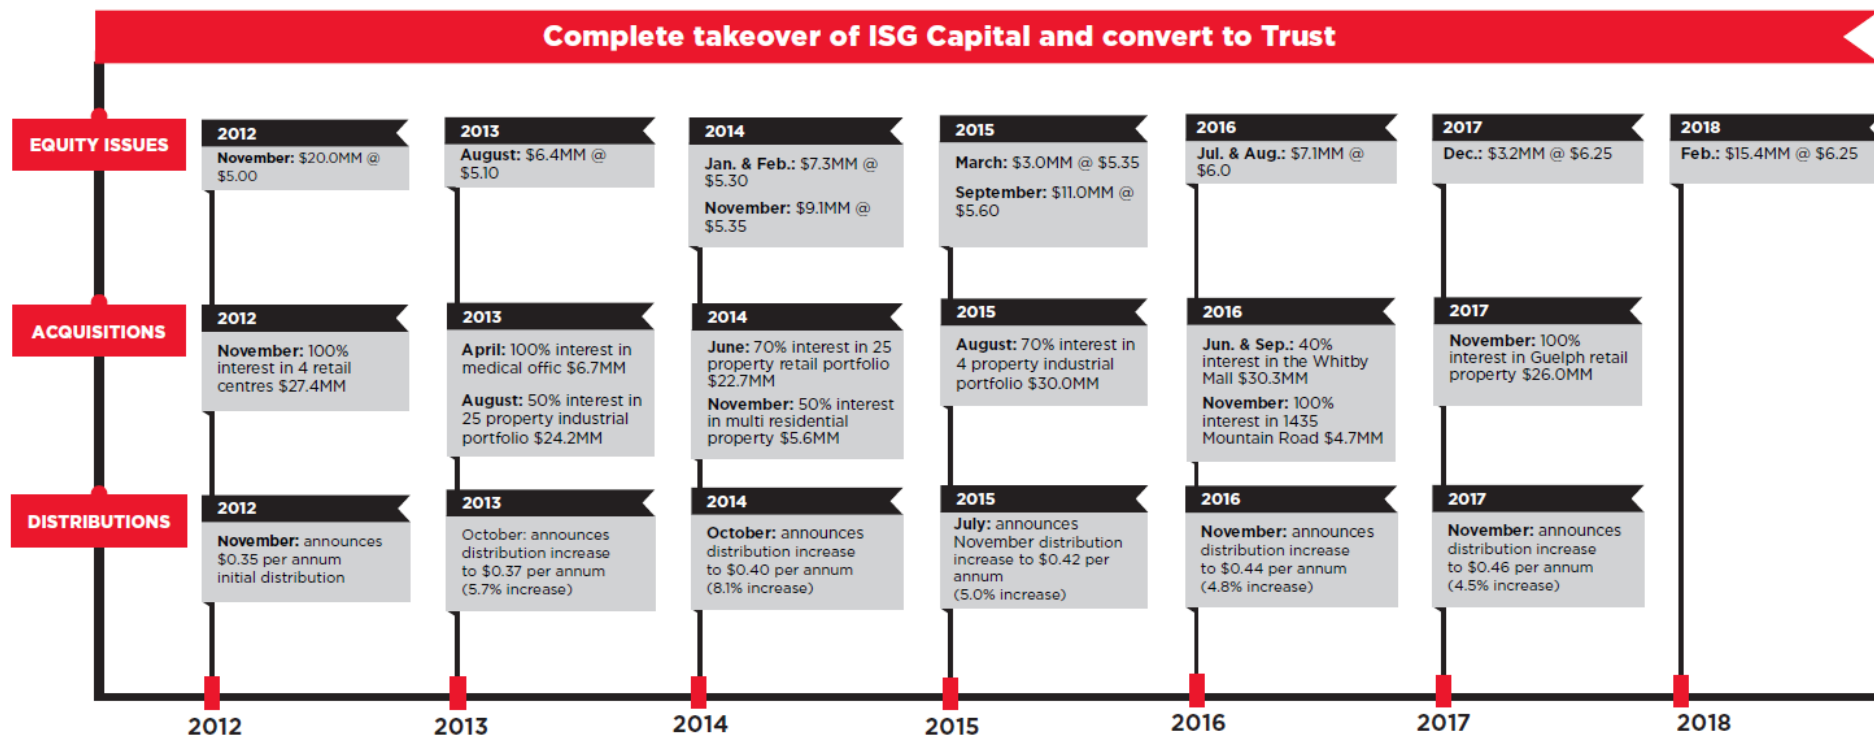 Complete takeover of ISG Capital and convert to Trust
EQUITY ISSUES
2012
November: $20.0MM @
$5.00
2013
August: $6.4MM @
$5.10
2014
Jan. & Feb.: $7.3MM @
$5.30
November: $9.1MM @
$5.35
2015
March: $3.0MM @ $5.35
September: $11.0MM @
$5.60
2016
Jul. & Aug.: $7.1MM @
$6.0
2017
Dec.: $3.2MM @ $6.25
2018
Feb.: $15.4MM @ $6.25
ACQUISITIONS
2012
November: 100%
interest in 4 retail
centres $27.4MM
2013
April: 100% interest in
medical offic $6.7MM
August: 50% interest in
25 property industrial
portfolio $24.2MM
2014
June: 70% interest in 25
property retail portfolio
$22.7MM
November: 50% interest
in multi residential
property $5.6MM
2015
August: 70% interest in
4 property industrial
portfolio $30.0MM
2016
Jun. & Sep.: 40%
interest in the Whitby
Mall $30.3MM
November: 100%
interest in 1435
Mountain Road $4.7MM
2017
November: 100%
interest in Guelph retail
property $26.0MM
DISTRIBUTIONS
2012
November: announces
$0.35 per annum
initial distribution
2013
October: announces
distribution increase
to $0.37 per annum
(5.7% increase)
2014
October: announces
distribution increase
to $0.40 per annum
(8.1% increase)
2015
July: announces
November distribution
increase to $0.42 per
annum
(5.0% increase)
2016
November: announces
distribution increase
to $0.44 per annum
(4.8% increase)
2017
November: announces
distribution increase
to $0.46 per annum
(4.5% increase)
2012
2013
2014
2015
2016
2017
2018